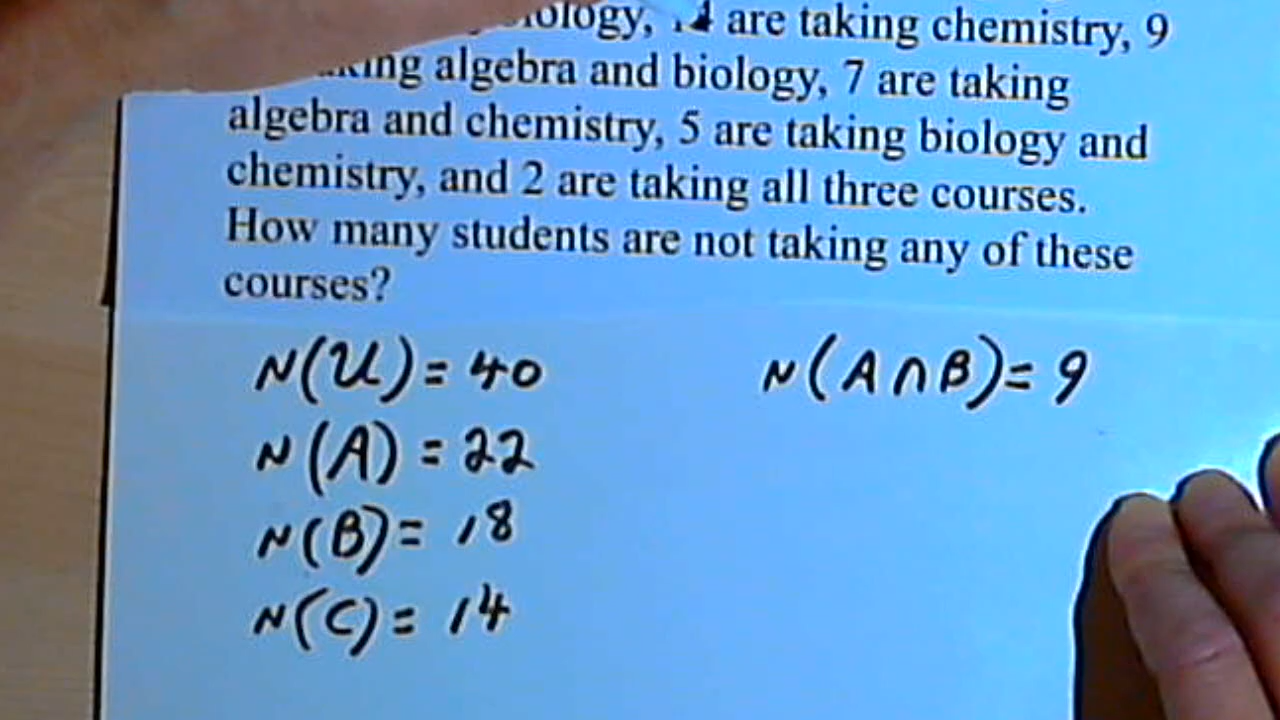 are taking chemistry, 9
algebra and biology, 7 are taking
algebra and chemistry, 5 are taking biology and
chemistry, and 2 are taking all three courses.
How many students are not taking any of these
courses?
N(U)=40 N(A∩B)=9
N(A)=22
N(B)=18
N(C)=14